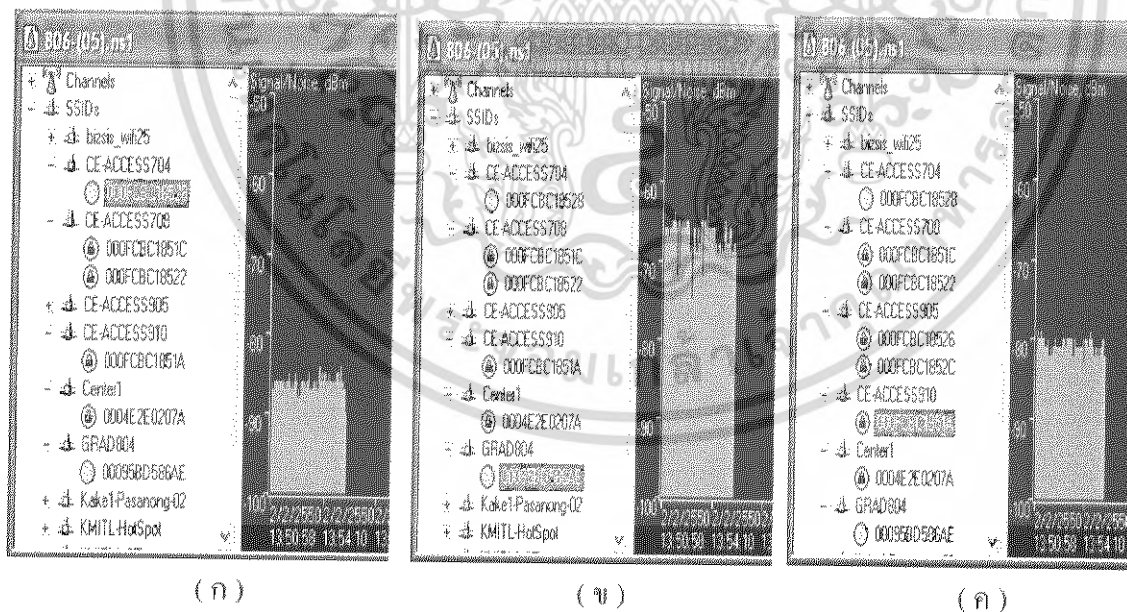 806-(05).ns1
Channels
SSIDs
bizsis_wifi25
CE-ACCESS704
CE-ACCESS708
000FCBC1851C
000FCBC18522
CE-ACCESS905
CE-ACCESS910
000FCBC1851A
Center1
0004E2E0207A
GRAD804
00095BD586AE
Kake1-Pasanong-02
KMITL-HotSpot
Signal/Noise, dBm
-50
-60
-70
-80
-90
-100
13:50:58 13:54:10
( ก )
806-(05).ns1
Channels
SSIDs
bizsis_wifi25
CE-ACCESS704
000FCBC18528
CE-ACCESS708
000FCBC1851C
000FCBC18522
CE-ACCESS905
CE-ACCESS910
000FCBC1851A
Center1
0004E2E0207A
GRAD804
Kake1-Pasanong-02
KMITL-HotSpot
Signal/Noise, dBm
-50
-60
-70
-80
-90
-100
13:50:58 13:54:10
( ข )
806-(05).ns1
Channels
SSIDs
bizsis_wifi25
CE-ACCESS704
000FCBC18528
CE-ACCESS708
000FCBC1851C
000FCBC18522
CE-ACCESS905
000FCBC18526
000FCBC1852C
CE-ACCESS910
Center1
0004E2E0207A
GRAD804
00095BD586AE
Signal/Noise, dBm
-50
-60
-70
-80
-90
-100
13:50:58 13:54:10
( ค )